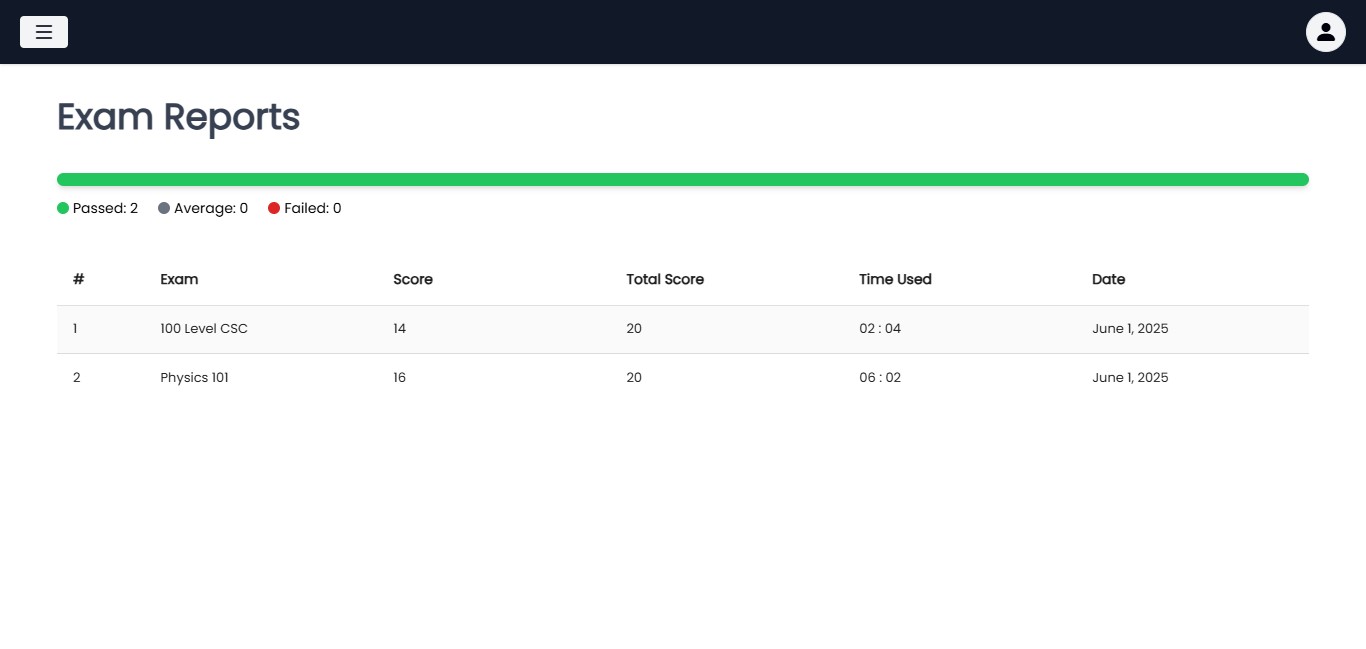 Exam Reports
Passed: 2 Average: 0 Failed: 0
# Exam Score Total Score Time Used Date
1 100 Level CSC 14 20 02 : 04 June 1, 2025
2 Physics 101 16 20 06 : 02 June 1, 2025